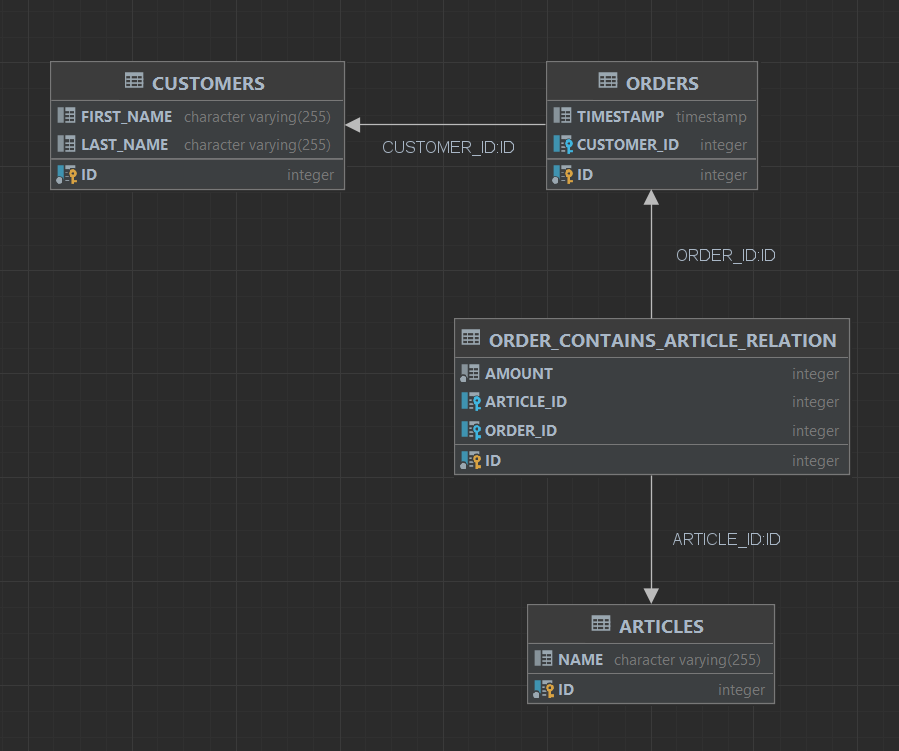 CUSTOMERS
FIRST_NAME character varying(255)
LAST_NAME character varying(255)
ID integer
CUSTOMER_ID:ID
ORDERS
TIMESTAMP timestamp
CUSTOMER_ID integer
ID integer
ORDER_ID:ID
ORDER_CONTAINS_ARTICLE_RELATION
AMOUNT integer
ARTICLE_ID integer
ORDER_ID integer
ID integer
ARTICLE_ID:ID
ARTICLES
NAME character varying(255)
ID integer